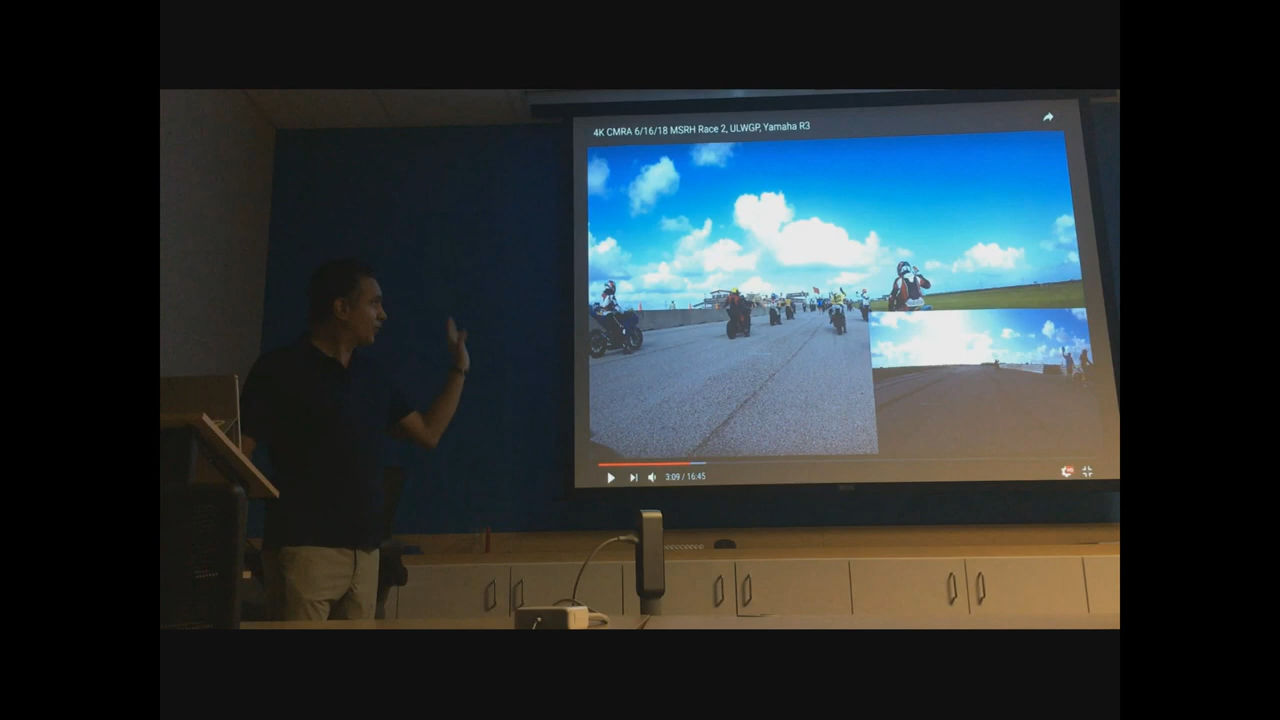 4K CMRA 6/16/18 MSRH Race 2, ULWGP, Yamaha R3
3:09 / 16:45